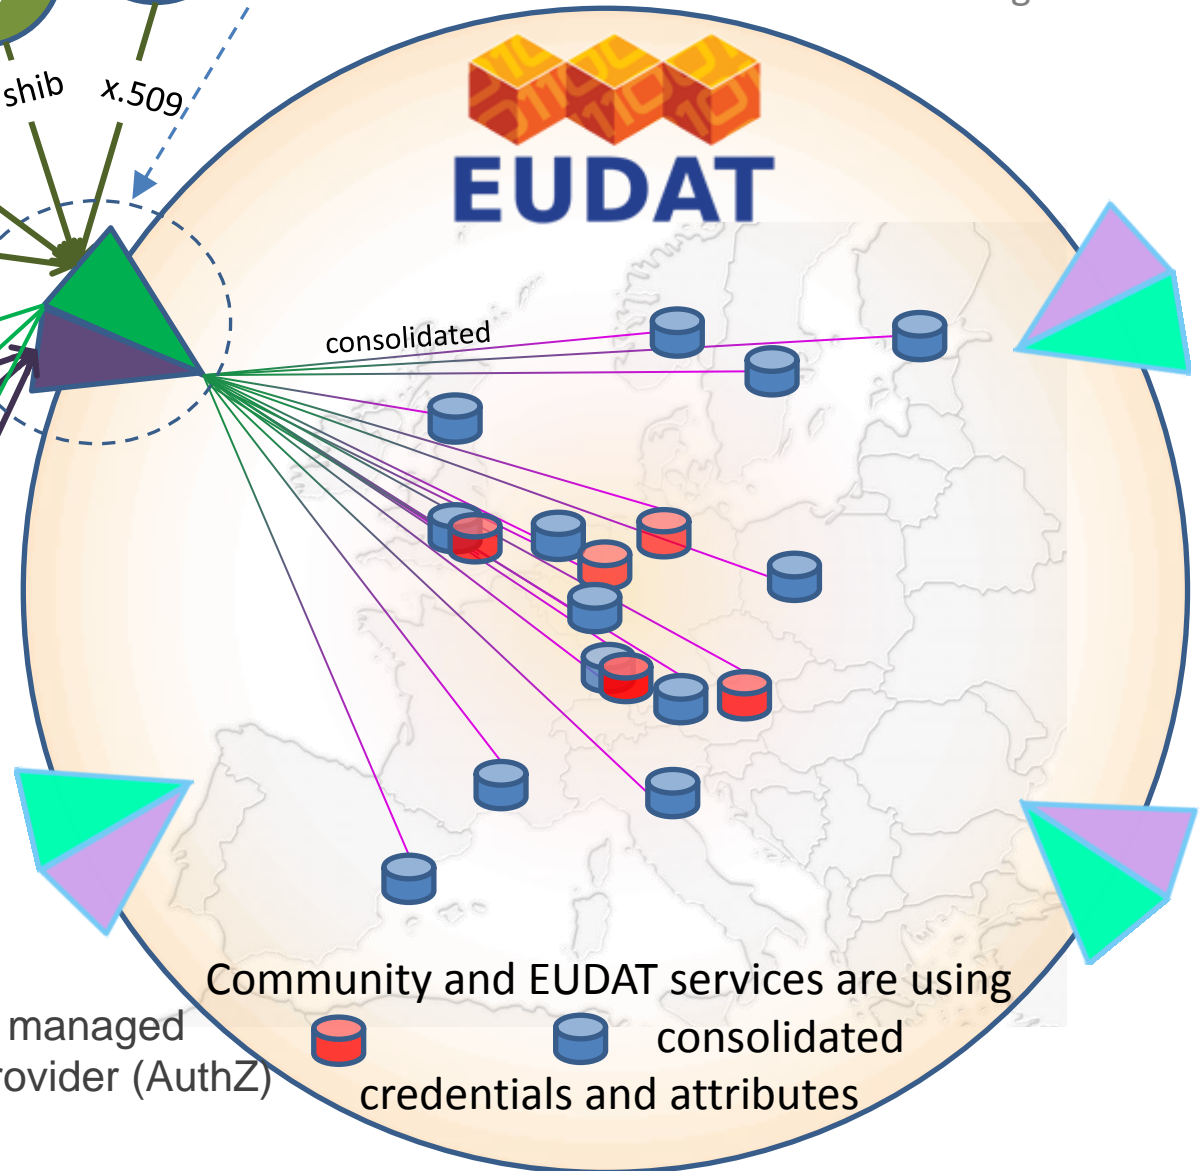 shib
x.509
EUDAT
consolidated
Community and EUDAT services are using
consolidated
credentials and attributes
managed
rovider (AuthZ)